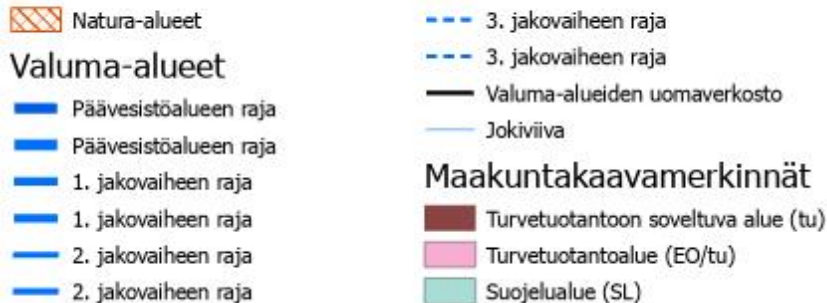 Natura-alueet
Valuma-alueet
Päävesistöalueen raja
Päävesistöalueen raja
1. jakovaiheen raja
1. jakovaiheen raja
2. jakovaiheen raja
2. jakovaiheen raja
3. jakovaiheen raja
3. jakovaiheen raja
Valuma-alueiden uomaverkosto
Jokiviiva
Maakuntakaavamerkinnät
Turvetuotantoon soveltuva alue (tu)
Turvetuotantoalue (EO/tu)
Suojelualue (SL)